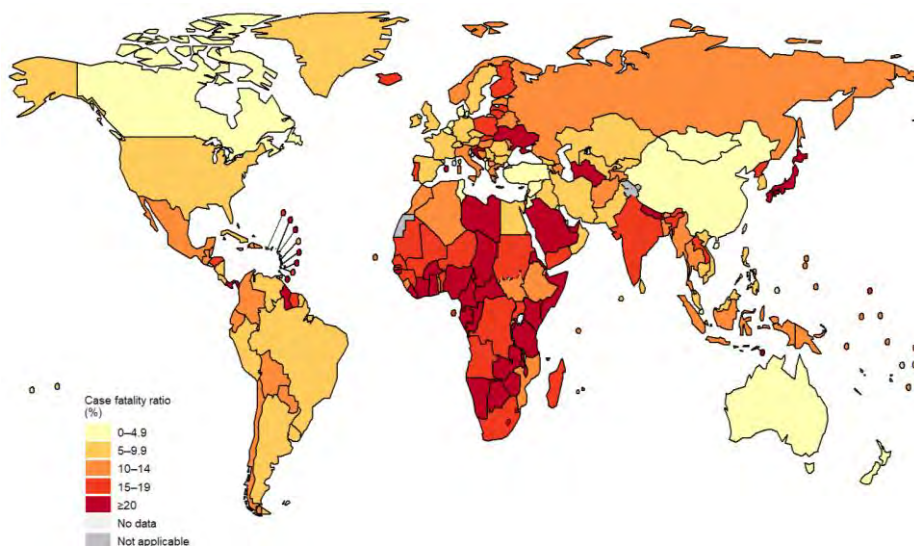 Case fatality ratio
(%)
0–4.9
5–9.9
10–14
15–19
≥20
No data
Not applicable